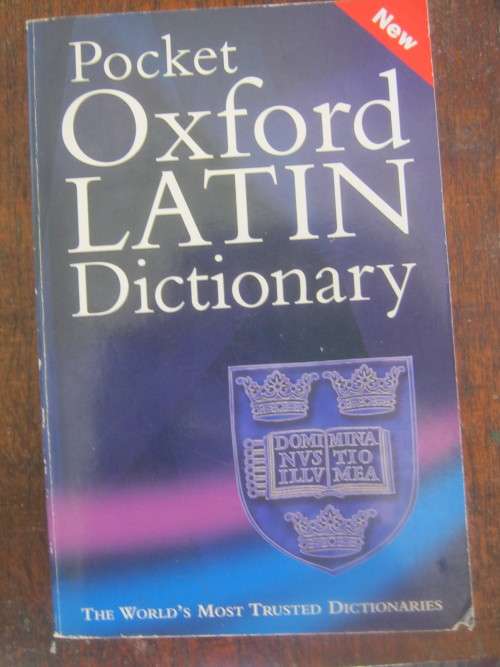 New
Pocket
Oxford
LATIN
Dictionary
DOMI MINA
NVS TIO
ILLV MEA
THE WORLD'S MOST TRUSTED DICTIONARIES